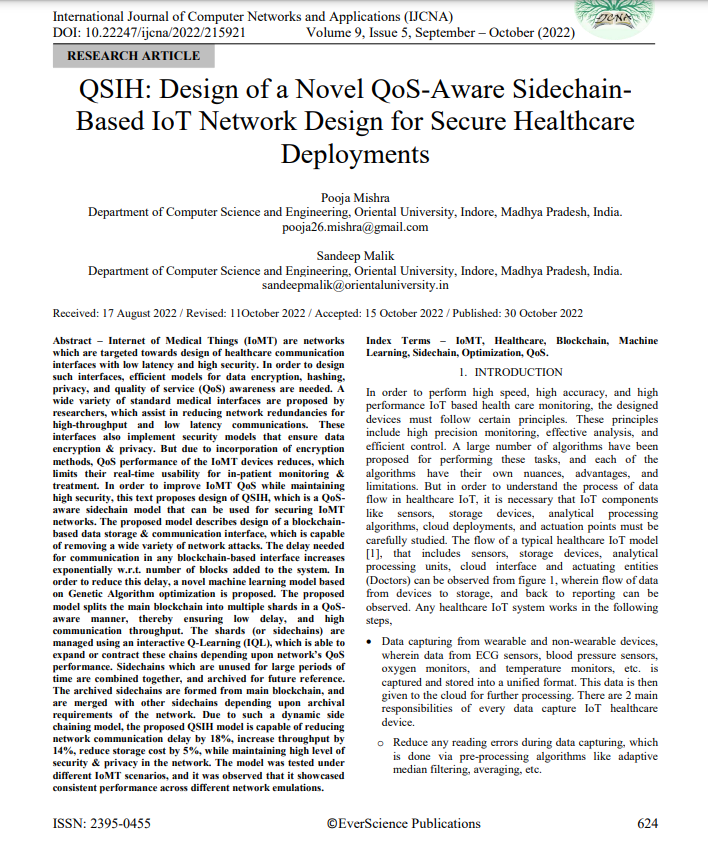 International Journal of Computer Networks and Applications (IJCNA)
DOI: 10.22247/ijcna/2022/215921 Volume 9, Issue 5, September – October (2022)
IJCNA
RESEARCH ARTICLE
QSIH: Design of a Novel QoS-Aware Sidechain-
Based IoT Network Design for Secure Healthcare
Deployments
Pooja Mishra
Department of Computer Science and Engineering, Oriental University, Indore, Madhya Pradesh, India.
pooja26.mishra@gmail.com
Sandeep Malik
Department of Computer Science and Engineering, Oriental University, Indore, Madhya Pradesh, India.
sandeepmalik@orientaluniversity.in
Received: 17 August 2022 / Revised: 11October 2022 / Accepted: 15 October 2022 / Published: 30 October 2022
Abstract – Internet of Medical Things (IoMT) are networks
which are targeted towards design of healthcare communication
interfaces with low latency and high security. In order to design
such interfaces, efficient models for data encryption, hashing,
privacy, and quality of service (QoS) awareness are needed. A
wide variety of standard medical interfaces are proposed by
researchers, which assist in reducing network redundancies for
high-throughput and low latency communications. These
interfaces also implement security models that ensure data
encryption & privacy. But due to incorporation of encryption
methods, QoS performance of the IoMT devices reduces, which
limits their real-time usability for in-patient monitoring &
treatment. In order to improve IoMT QoS while maintaining
high security, this text proposes design of QSIH, which is a QoS-
aware sidechain model that can be used for securing IoMT
networks. The proposed model describes design of a blockchain-
based data storage & communication interface, which is capable
of removing a wide variety of network attacks. The delay needed
for communication in any blockchain-based interface increases
exponentially w.r.t. number of blocks added to the system. In
order to reduce this delay, a novel machine learning model based
on Genetic Algorithm optimization is proposed. The proposed
model splits the main blockchain into multiple shards in a QoS-
aware manner, thereby ensuring low delay, and high
communication throughput. The shards (or sidechains) are
managed using an interactive Q-Learning (IQL), which is able to
expand or contract these chains depending upon network's QoS
performance. Sidechains which are unused for large periods of
time are combined together, and archived for future reference.
The archived sidechains are formed from main blockchain, and
are merged with other sidechains depending upon archival
requirements of the network. Due to such a dynamic side
chaining model, the proposed QSIH model is capable of reducing
network communication delay by 18%, increase throughput by
14%, reduce storage cost by 5%, while maintaining high level of
security & privacy in the network. The model was tested under
different IoMT scenarios, and it was observed that it showcased
consistent performance across different network emulations.
Index Terms – IoMT, Healthcare, Blockchain, Machine
Learning, Sidechain, Optimization, QoS.
1. INTRODUCTION
In order to perform high speed, high accuracy, and high
performance IoT based health care monitoring, the designed
devices must follow certain principles. These principles
include high precision monitoring, effective analysis, and
efficient control. A large number of algorithms have been
proposed for performing these tasks, and each of the
algorithms have their own nuances, advantages, and
limitations. But in order to understand the process of data
flow in healthcare IoT, it is necessary that IoT components
like sensors, storage devices, analytical processing
algorithms, cloud deployments, and actuation points must be
carefully studied. The flow of a typical healthcare IoT model
[1], that includes sensors, storage devices, analytical
processing units, cloud interface and actuating entities
(Doctors) can be observed from figure 1, wherein flow of data
from devices to storage, and back to reporting can be
observed. Any healthcare IoT system works in the following
steps,
• Data capturing from wearable and non-wearable devices,
wherein data from ECG sensors, blood pressure sensors,
oxygen monitors, and temperature monitors, etc. is
captured and stored into a unified format. This data is then
given to the cloud for further processing. There are 2 main
responsibilities of every data capture IoT healthcare
device.
o Reduce any reading errors during data capturing, which
is done via pre-processing algorithms like adaptive
median filtering, averaging, etc.
ISSN: 2395-0455 ©EverScience Publications 624